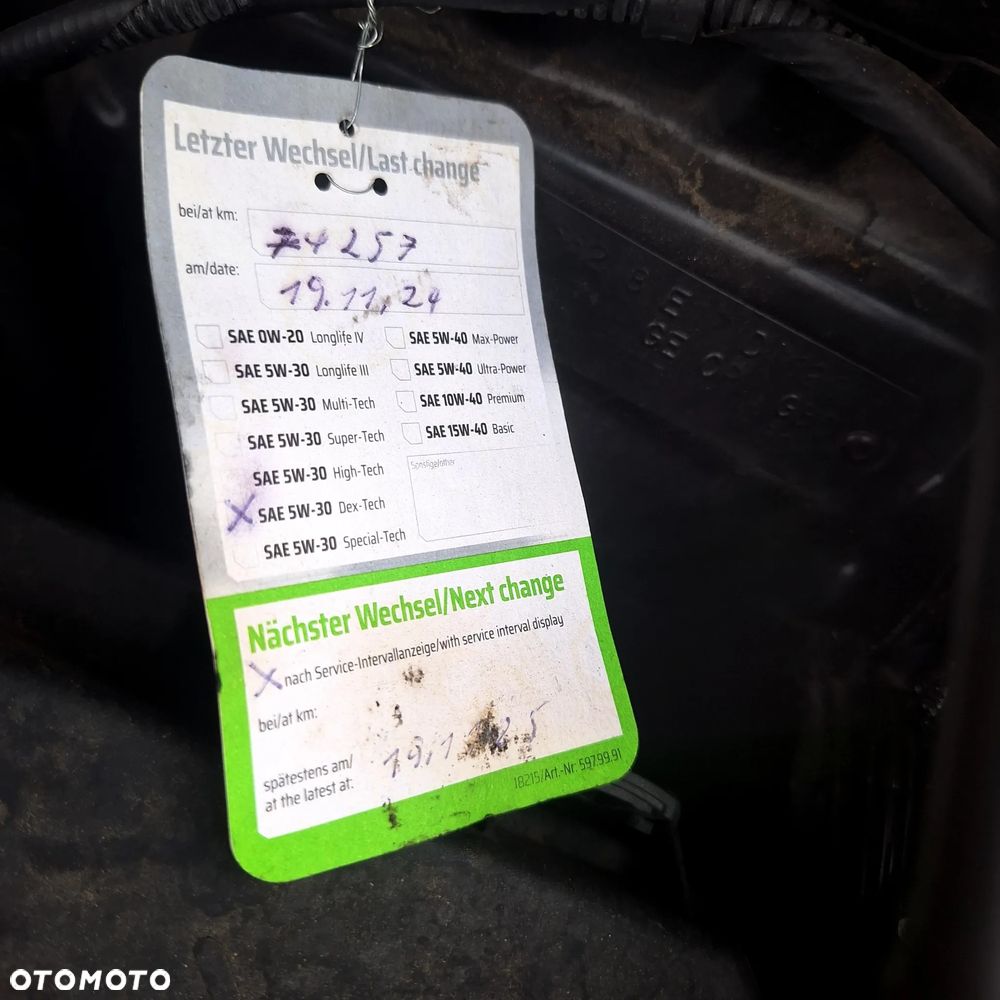 Letzter Wechsel/Last change
bei/at km:
74257
am/date:
19.11.24
SAE 0W-20 Longlife IV
SAE 5W-30 Longlife III
SAE 5W-30 Multi-Tech
SAE 5W-30 Super-Tech
SAE 5W-30 High-Tech
X SAE 5W-30 Dex-Tech
SAE 5W-30 Special-Tech
SAE 5W-40 Max-Power
SAE 5W-40 Ultra-Power
SAE 10W-40 Premium
SAE 15W-40 Basic
Sonstige/other
Nächster Wechsel/Next change
X nach Service-Intervallanzeige/with service interval display
bei/at km:
spätestens am/
at the latest at:
18215/Art.-Nr. 597.99.91
OTOMOTO